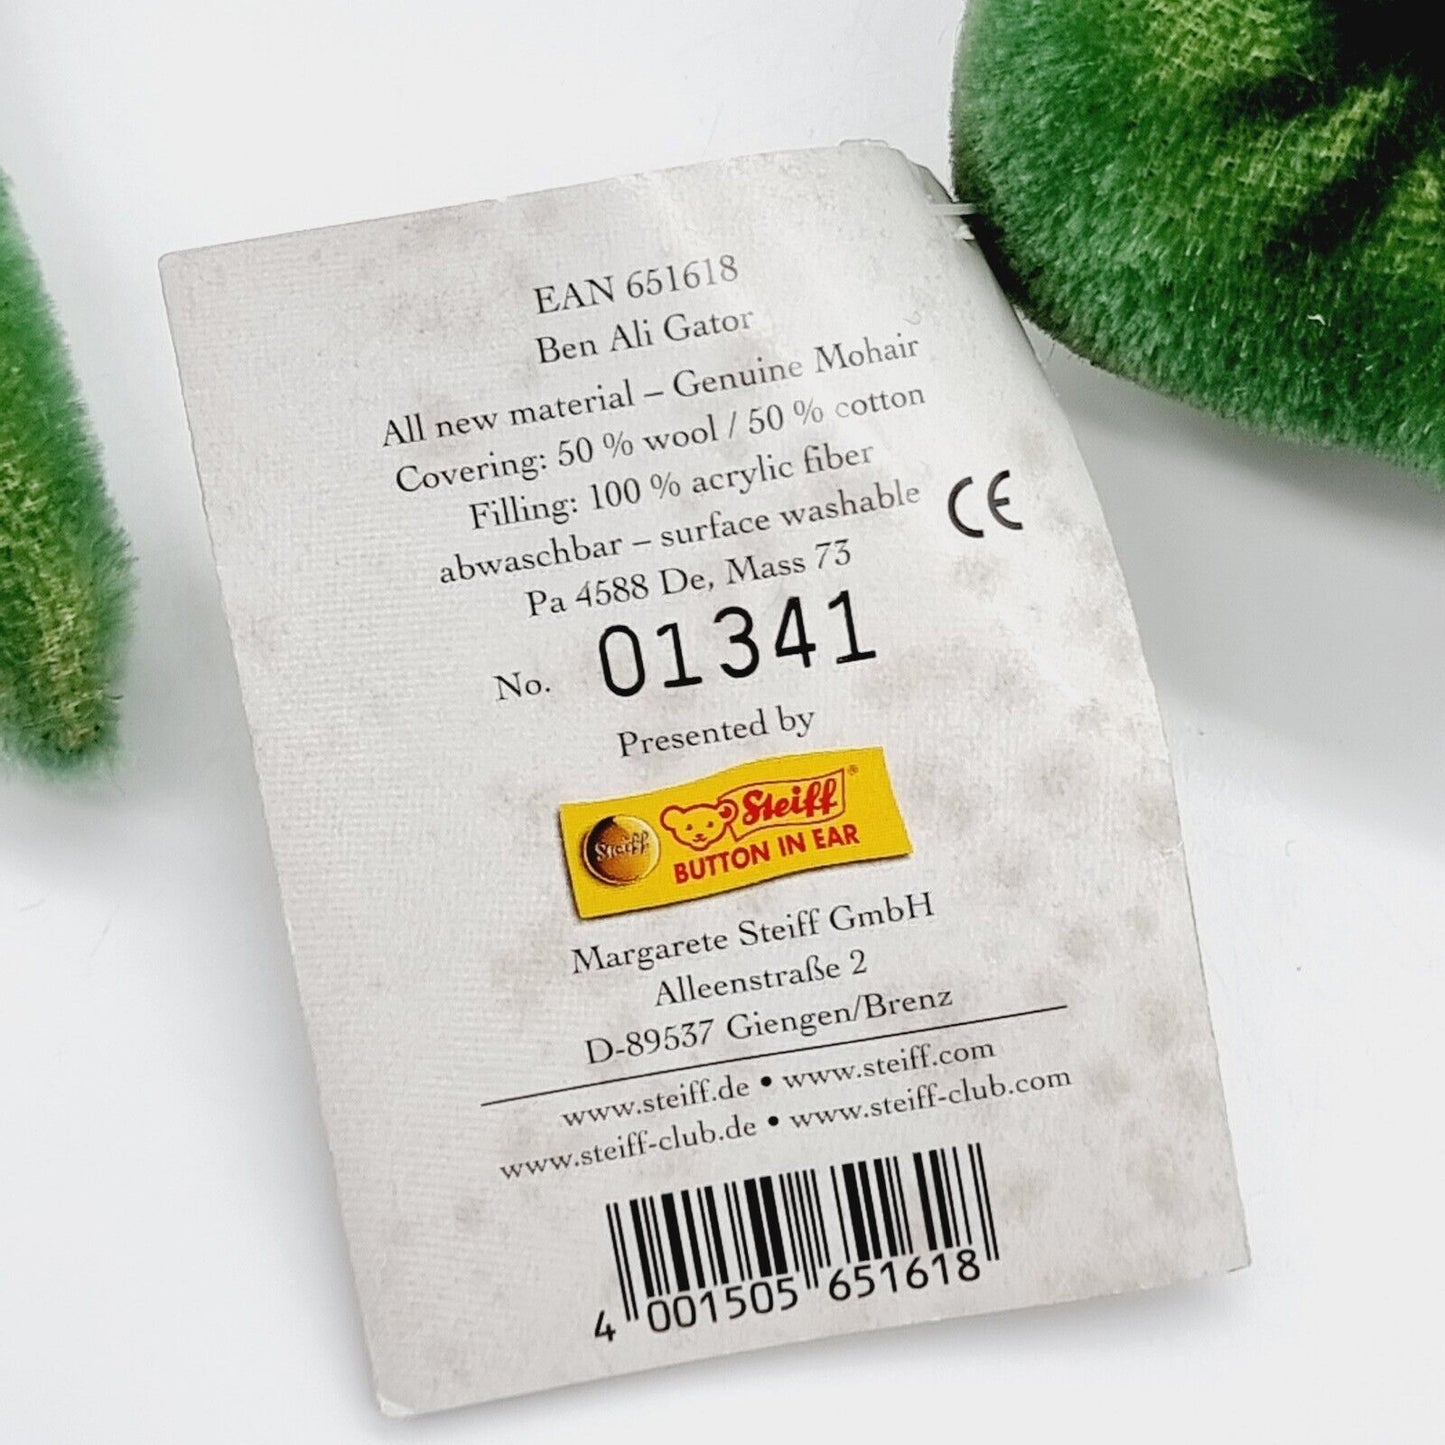 EAN 651618
Ben Ali Gator
All new material – Genuine Mohair
Covering: 50 % wool / 50 % cotton
Filling: 100 % acrylic fiber
abwaschbar – surface washable
CE
Pa 4588 De, Mass 73
No. 01341
Presented by
Steiff
Steiff®
BUTTON IN EAR
Margarete Steiff GmbH
Alleenstraße 2
D-89537 Giengen/Brenz
www.steiff.de • www.steiff.com
www.steiff-club.de • www.steiff-club.com
4 001505 651618